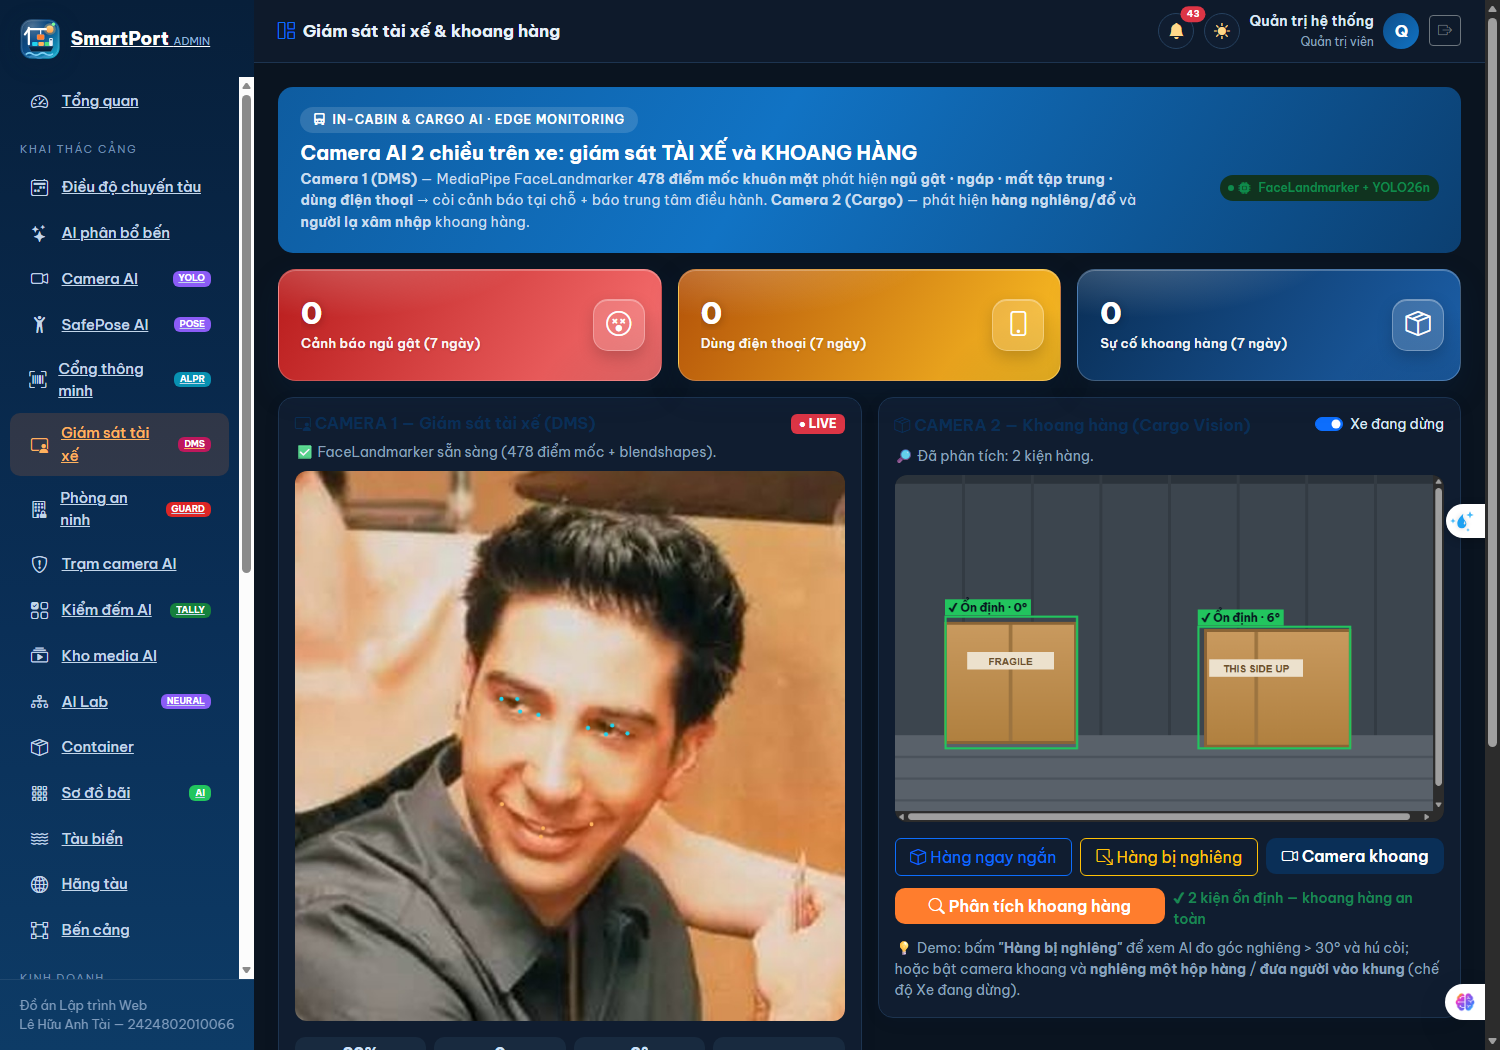 SmartPort ADMIN
Tổng quan
KHAI THÁC CẢNG
Điều độ chuyến tàu
AI phân bổ bến
Camera AI YOLO
SafePose AI POSE
Cổng thông
minh
ALPR
Giám sát tài
xế
DMS
Phòng an
ninh
GUARD
Trạm camera AI
Kiểm đếm AI TALLY
Kho media AI
AI Lab NEURAL
Container
Sơ đồ bãi AI
Tàu biển
Hãng tàu
Bến cảng
KINH DOANH
Đồ án Lập trình Web
Lê Hữu Anh Tài — 2424802010066
Giám sát tài xế & khoang hàng
43
Quản trị hệ thống
Quản trị viên
Q
IN-CABIN & CARGO AI · EDGE MONITORING
Camera AI 2 chiều trên xe: giám sát TÀI XẾ và KHOANG HÀNG
Camera 1 (DMS) — MediaPipe FaceLandmarker 478 điểm mốc khuôn mặt phát hiện ngủ gật · ngáp · mất tập trung ·
dùng điện thoại → còi cảnh báo tại chỗ + báo trung tâm điều hành. Camera 2 (Cargo) — phát hiện hàng nghiêng/đổ và
người lạ xâm nhập khoang hàng.
FaceLandmarker + YOLO26n
0
Cảnh báo ngủ gật (7 ngày)
0
Dùng điện thoại (7 ngày)
0
Sự cố khoang hàng (7 ngày)
CAMERA 1 — Giám sát tài xế (DMS)
LIVE
✅ FaceLandmarker sẵn sàng (478 điểm mốc + blendshapes).
CAMERA 2 — Khoang hàng (Cargo Vision)
Xe đang dừng
🔎 Đã phân tích: 2 kiện hàng.
✓ Ổn định · 0°
FRAGILE
✓ Ổn định · 6°
THIS SIDE UP
Hàng ngay ngắn
Hàng bị nghiêng
Camera khoang
Phân tích khoang hàng
✓ 2 kiện ổn định — khoang hàng an
toàn
💡 Demo: bấm "Hàng bị nghiêng" để xem AI đo góc nghiêng > 30° và hú còi;
hoặc bật camera khoang và nghiêng một hộp hàng / đưa người vào khung (chế
độ Xe đang dừng).